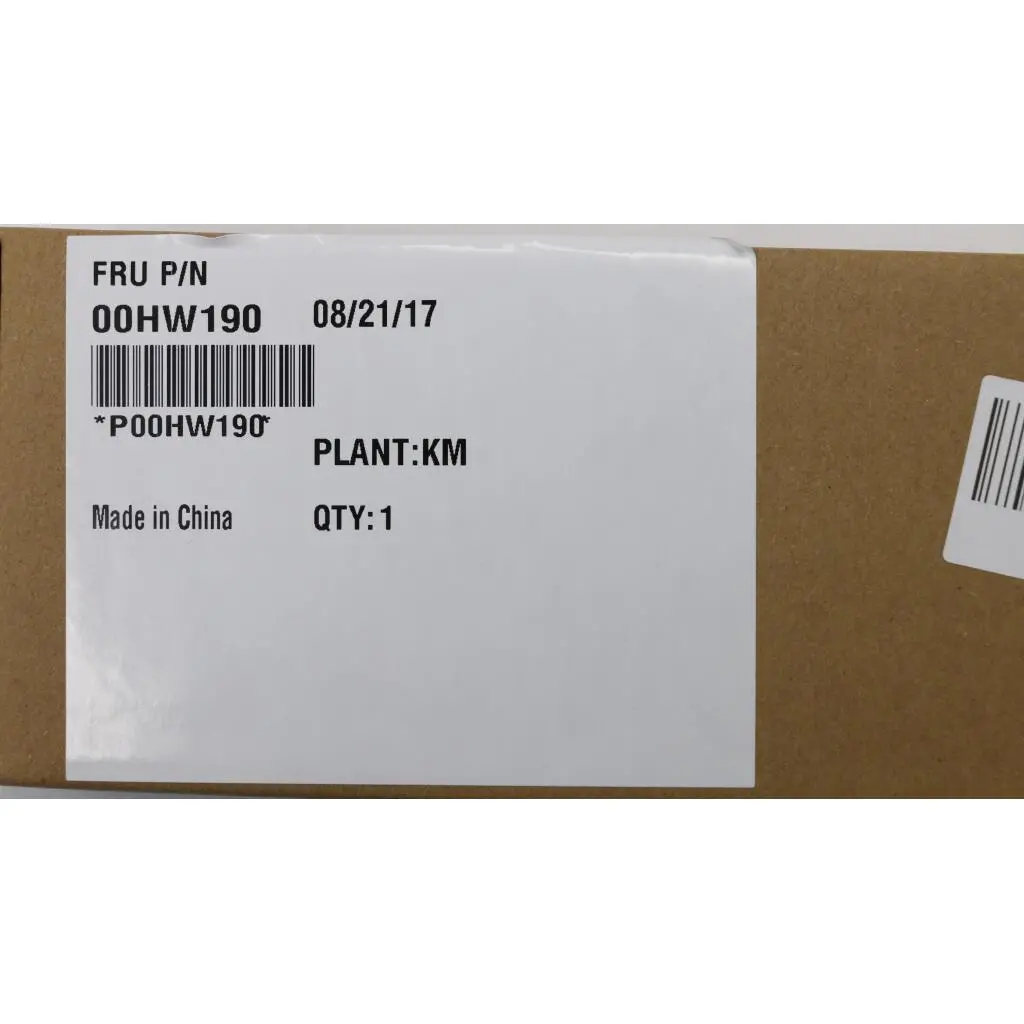 FRU P/N
00HW190 08/21/17
*P00HW190*
PLANT:KM
Made in China QTY: 1